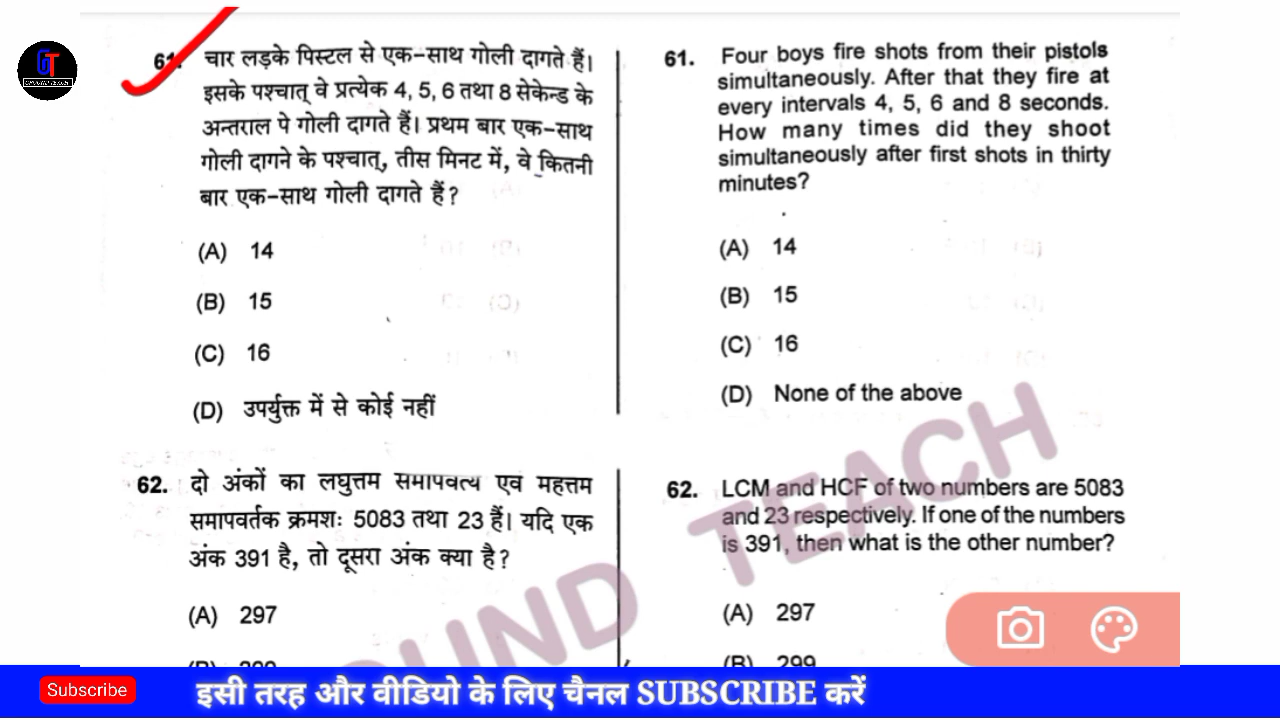 GT
61. चार लड़के पिस्टल से एक-साथ गोली दागते हैं।
इसके पश्चात् वे प्रत्येक 4, 5, 6 तथा 8 सेकेन्ड के
अन्तराल पे गोली दागते हैं। प्रथम बार एक-साथ
गोली दागने के पश्चात्, तीस मिनट में, वे कितनी
बार एक-साथ गोली दागते हैं?
(A) 14
(B) 15
(C) 16
(D) उपर्युक्त में से कोई नहीं
62. दो अंकों का लघुत्तम समापवर्त्य एवं महत्तम
समापवर्तक क्रमशः 5083 तथा 23 हैं। यदि एक
अंक 391 है, तो दूसरा अंक क्या है?
(A) 297
61. Four boys fire shots from their pistols
simultaneously. After that they fire at
every intervals 4, 5, 6 and 8 seconds.
How many times did they shoot
simultaneously after first shots in thirty
minutes?
(A) 14
(B) 15
(C) 16
(D) None of the above
62. LCM and HCF of two numbers are 5083
and 23 respectively. If one of the numbers
is 391, then what is the other number?
(A) 297
(B) 299
TEACH
Subscribe
इसी तरह और वीडियो के लिए चैनल SUBSCRIBE करें